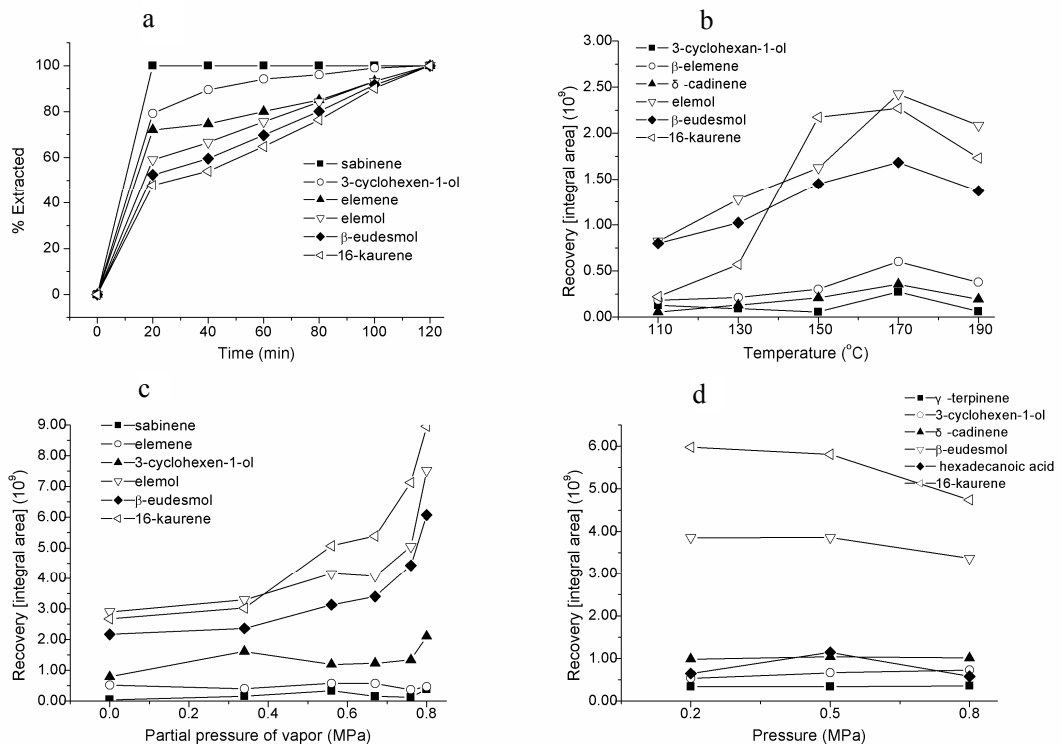 a
100
80
60
40
20
0
% Extracted
sabinene
3-cyclohexen-1-ol
elemene
elemol
β-eudesmol
16-kaurene
0 20 40 60 80 100 120
Time (min)
b
3.00
2.50
2.00
1.50
1.00
0.50
0.00
Recovery [integral area] (10⁹)
3-cyclohexan-1-ol
β-elemene
δ -cadinene
elemol
β-eudesmol
16-kaurene
110 130 150 170 190
Temperature (°C)
c
9.00
8.00
7.00
6.00
5.00
4.00
3.00
2.00
1.00
0.00
Recovery [integral area] (10⁹)
sabinene
elemene
3-cyclohexen-1-ol
elemol
β-eudesmol
16-kaurene
0.0 0.2 0.4 0.6 0.8
Partial pressure of vapor (MPa)
d
6.00
5.00
4.00
3.00
2.00
1.00
0.00
Recovery [integral area] (10⁹)
γ -terpinene
3-cyclohexen-1-ol
δ -cadinene
β-eudesmol
hexadecanoic acid
16-kaurene
0.2 0.5 0.8
Pressure (MPa)